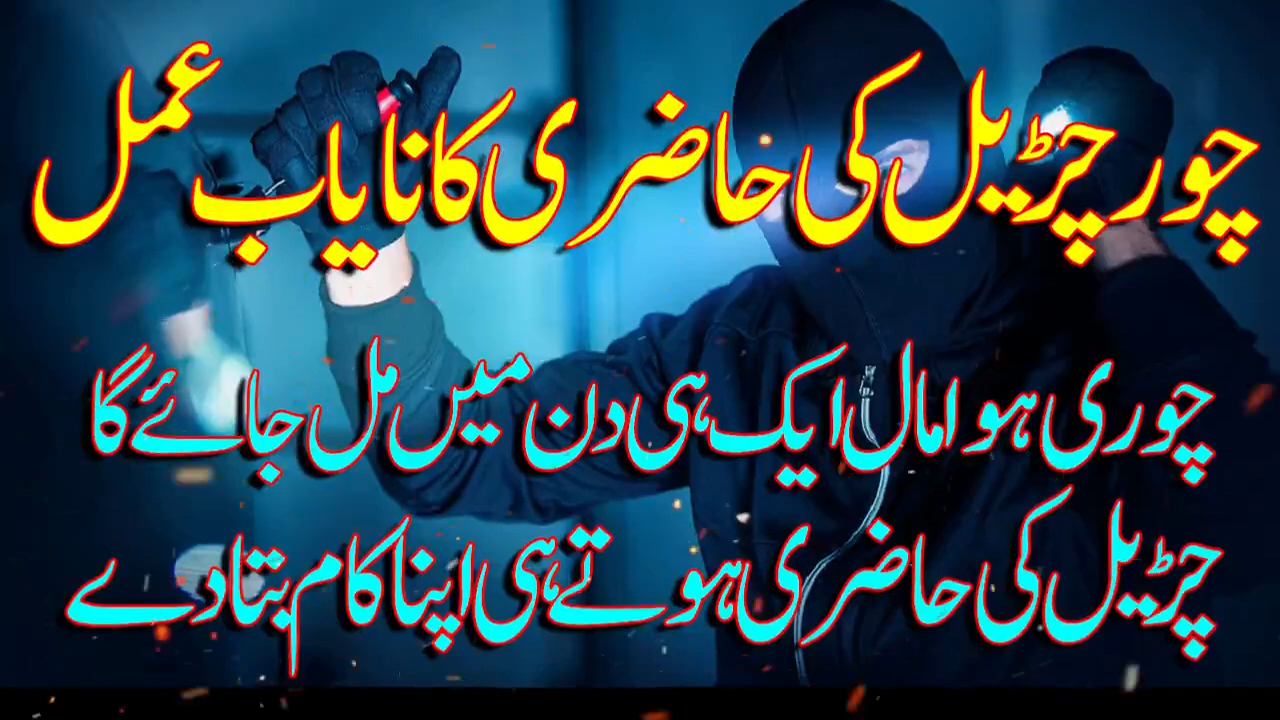 چور چڑیل کی حاضری کا نایاب عمل
چوری ہوا مال ایک ہی دن میں مل جائے گا
چڑیل کی حاضری ہوتے ہی اپنا کام بتا دے